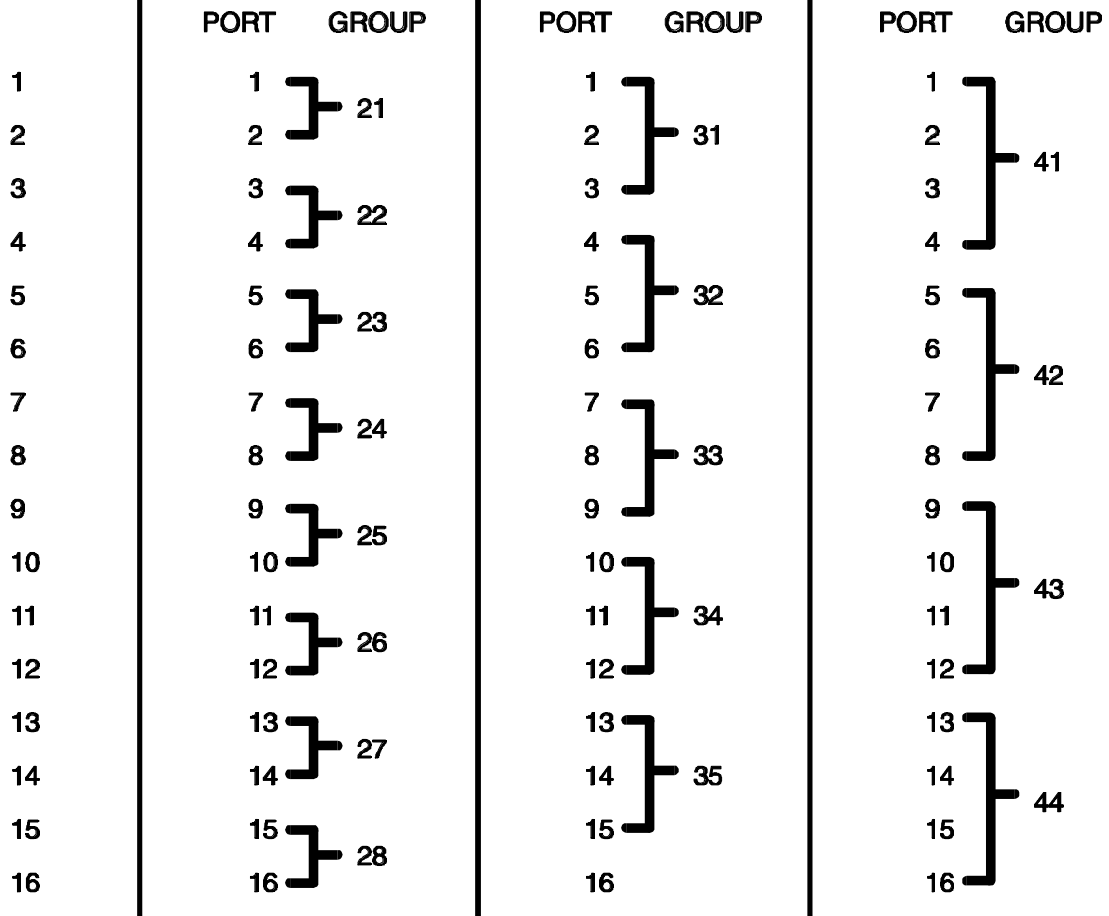 PORT GROUP PORT GROUP PORT GROUP
1 1 1 1
21
2 2 31 2
41
3 3 3 3
22
4 4 4 4
5 5 5 32 5
23
6 6 6 6
42
7 7 7 7
24
8 8 8 33 8
9 9 9 9
25
10 10 10 10
43
11 11 11 34 11
26
12 12 12 12
13 13 13 13
27
14 14 14 35 14
44
15 15 15 15
28
16 16 16 16